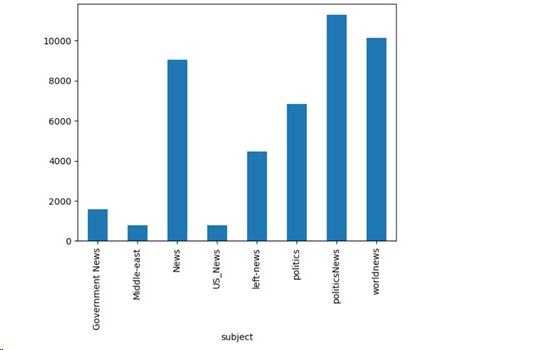 10000
8000
6000
4000
2000
0
Government News
Middle-east
News
US_News
left-news
politics
politicsNews
worldnews
subject